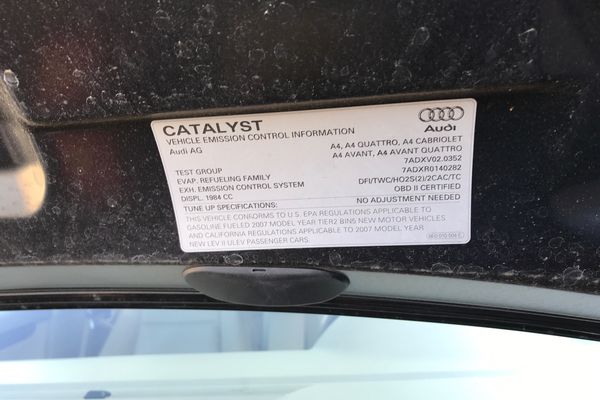 CATALYST
VEHICLE EMISSION CONTROL INFORMATION
Audi AG
Audi
A4, A4 QUATTRO, A4 CABRIOLET
A4 AVANT, A4 AVANT QUATTRO
TEST GROUP 7ADXV02.0352
EVAP. REFUELING FAMILY 7ADXR0140282
EXH. EMISSION CONTROL SYSTEM DFI/TWC/HO2S(2)/2CAC/TC
DISPL. 1984 CC OBD II CERTIFIED
TUNE UP SPECIFICATIONS: NO ADJUSTMENT NEEDED
THIS VEHICLE CONFORMS TO U.S. EPA REGULATIONS APPLICABLE TO
GASOLINE FUELED 2007 MODEL YEAR TIER2 BIN5 NEW MOTOR VEHICLES
AND CALIFORNIA REGULATIONS APPLICABLE TO 2007 MODEL YEAR
NEW LEV II ULEV PASSENGER CARS.